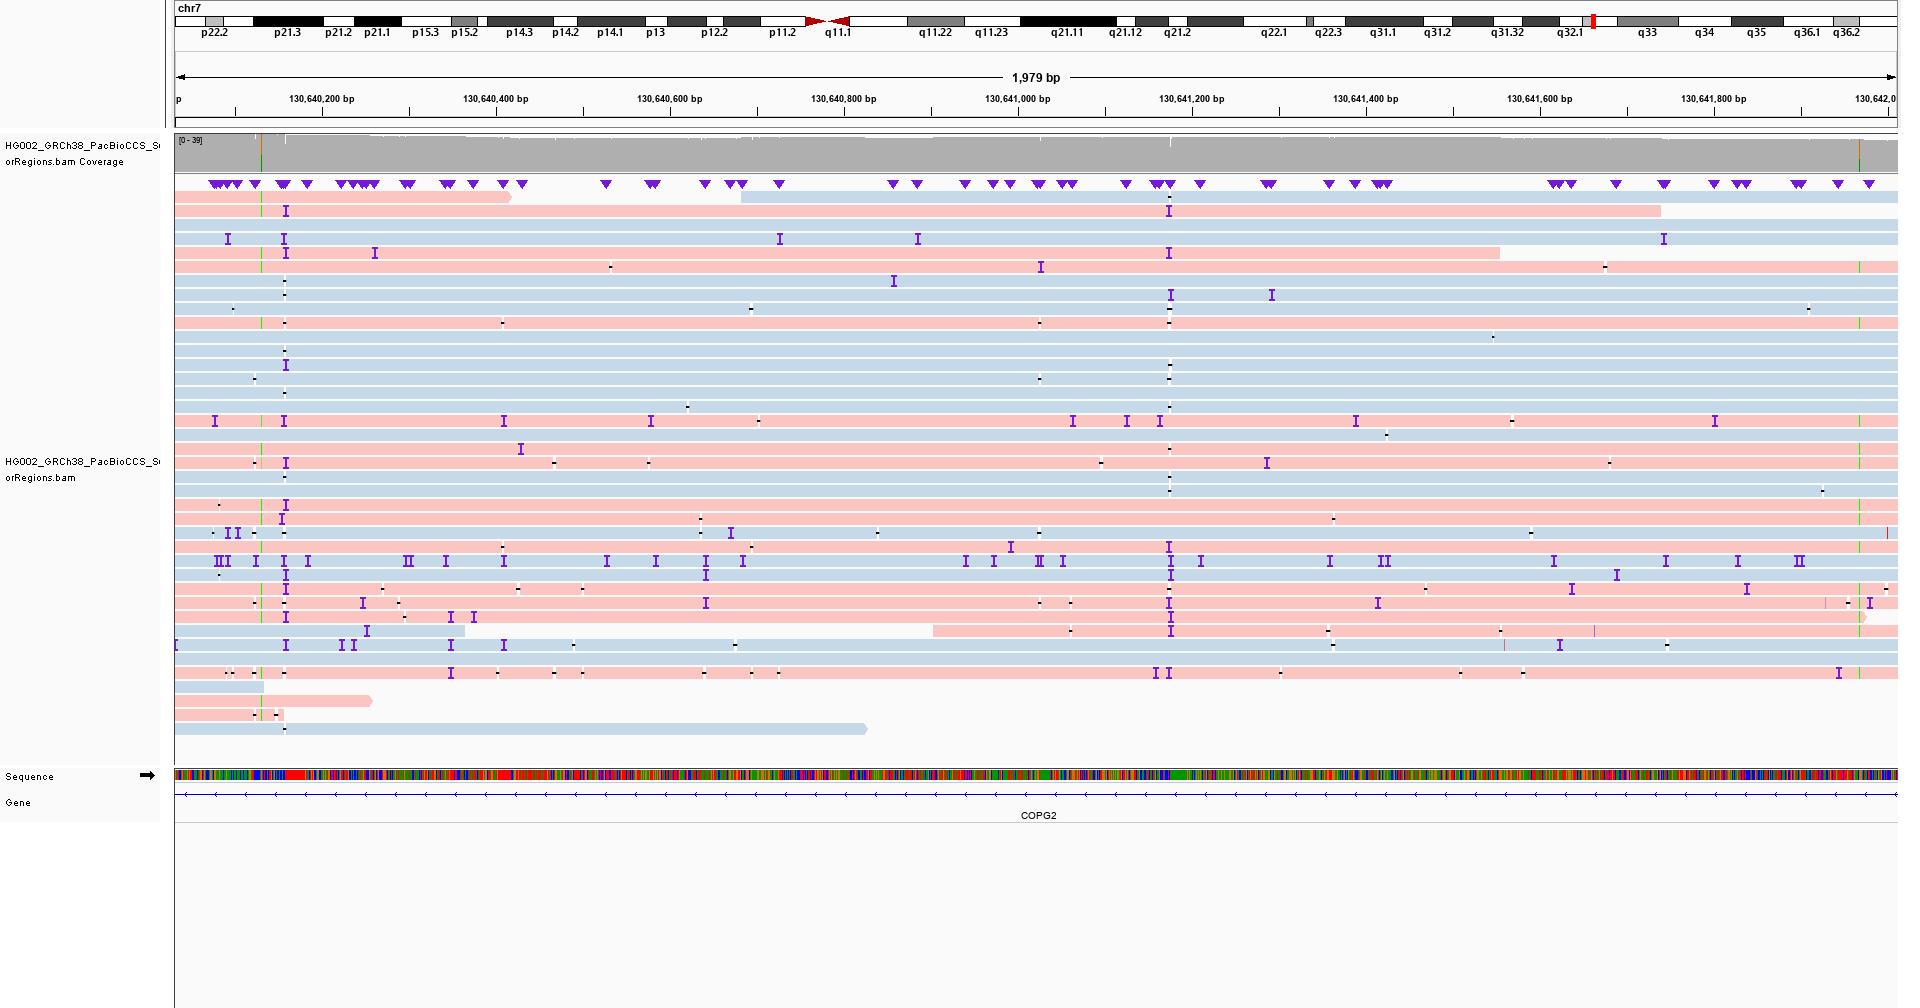 chr7
p22.2 p21.3 p21.2 p21.1 p15.3 p15.2 p14.3 p14.2 p14.1 p13 p12.2 p11.2 q11.1 q11.22 q11.23 q21.11 q21.12 q21.2 q22.1 q22.3 q31.1 q31.2 q31.32 q32.1 q33 q34 q35 q36.1 q36.2
1,979 bp
p 130,640,200 bp 130,640,400 bp 130,640,600 bp 130,640,800 bp 130,641,000 bp 130,641,200 bp 130,641,400 bp 130,641,600 bp 130,641,800 bp 130,642,0
[0 - 39]
HG002_GRCh38_PacBioCCS_S
orRegions.bam Coverage
HG002_GRCh38_PacBioCCS_S
orRegions.bam
Sequence
Gene
COPG2